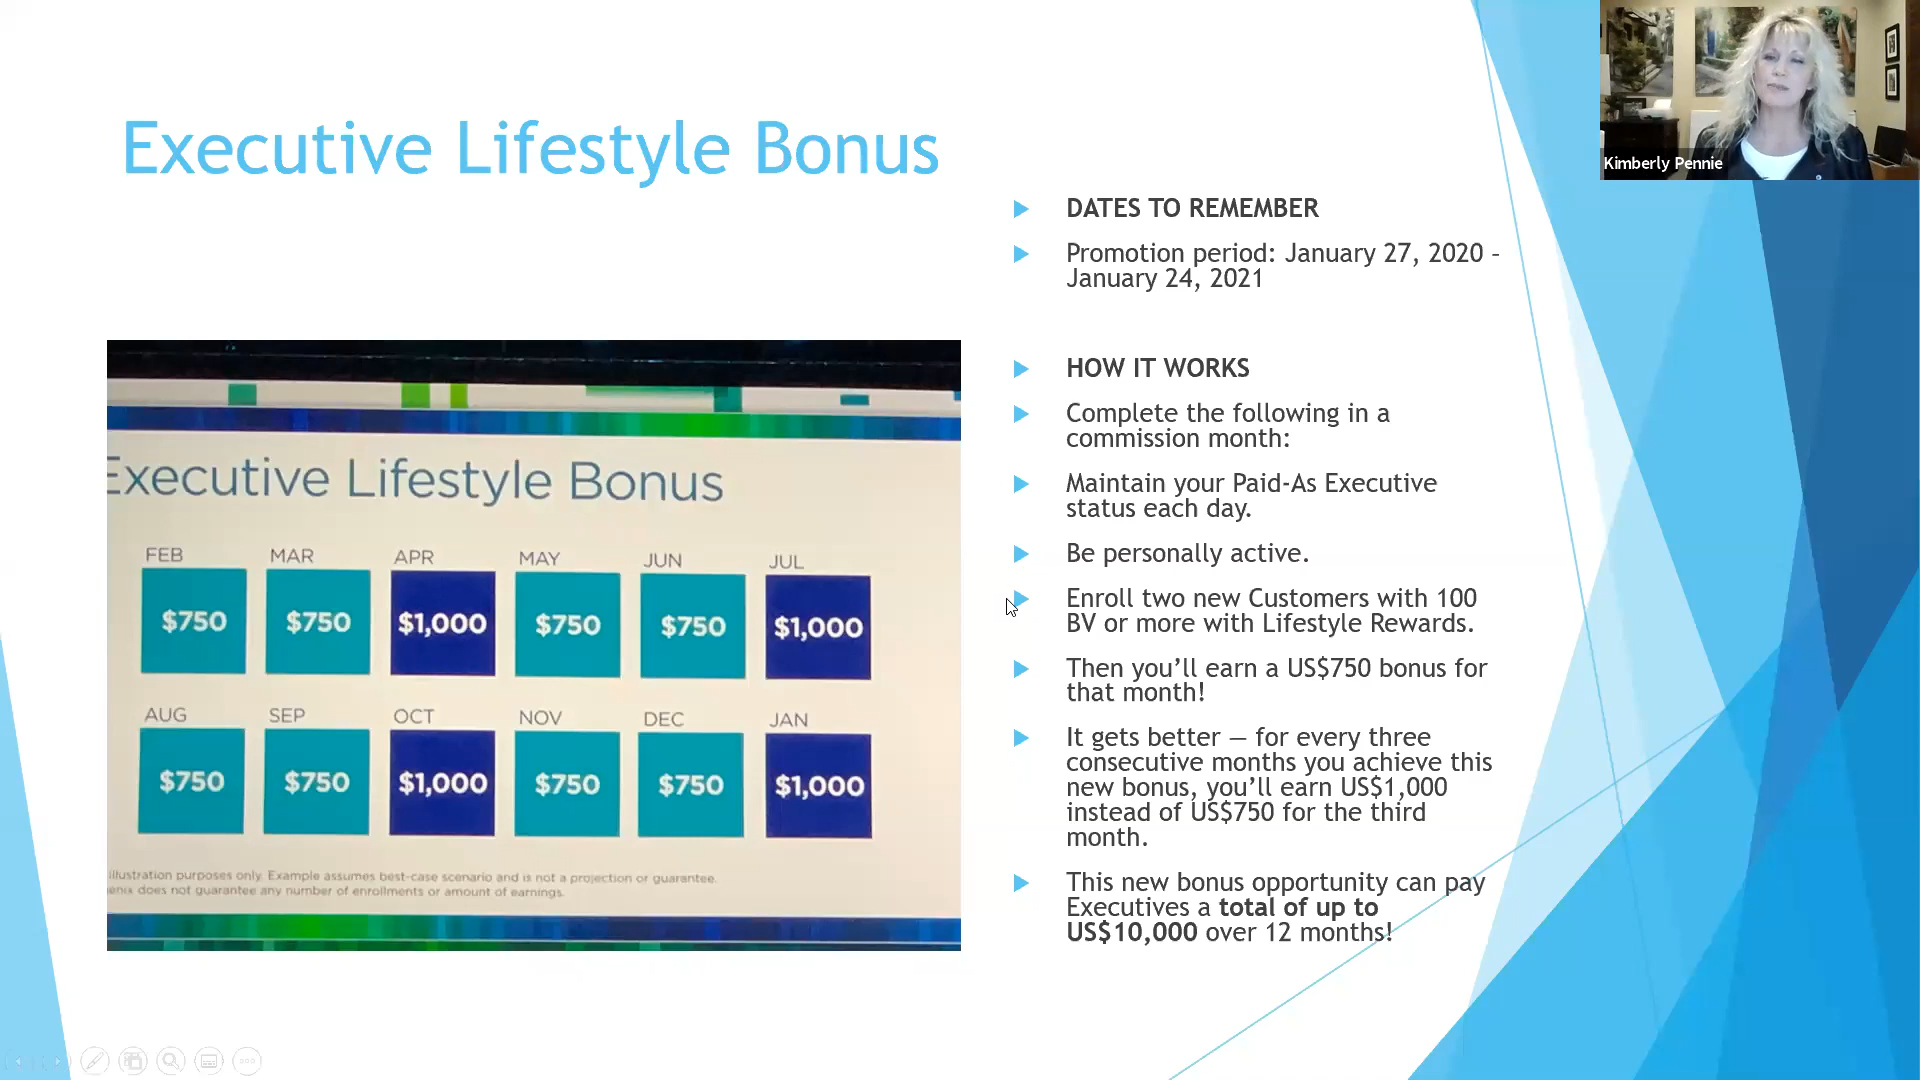 Executive Lifestyle Bonus
Kimberly Pennie
DATES TO REMEMBER
Promotion period: January 27, 2020 –
January 24, 2021
HOW IT WORKS
Complete the following in a
commission month:
Maintain your Paid-As Executive
status each day.
Be personally active.
Enroll two new Customers with 100
BV or more with Lifestyle Rewards.
Then you’ll earn a US$750 bonus for
that month!
It gets better — for every three
consecutive months you achieve this
new bonus, you’ll earn US$1,000
instead of US$750 for the third
month.
This new bonus opportunity can pay
Executives a total of up to
US$10,000 over 12 months!
Executive Lifestyle Bonus
FEB MAR APR MAY JUN JUL
$750 $750 $1,000 $750 $750 $1,000
AUG SEP OCT NOV DEC JAN
$750 $750 $1,000 $750 $750 $1,000
illustration purposes only. Example assumes best-case scenario and is not a projection or guarantee.
enix does not guarantee any number of enrollments or amount of earnings.